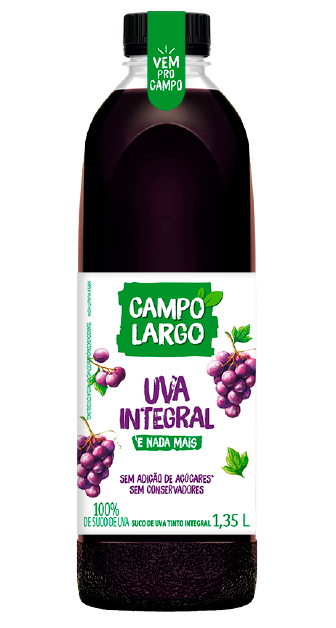 VEM
PRO
CAMPO
CAMPO
LARGO
UVA
INTEGRAL
E NADA MAIS
SEM ADIÇÃO DE AÇÚCARES*
SEM CONSERVADORES
100%
DE SUCO DE UVA SUCO DE UVA TINTO INTEGRAL 1,35 L